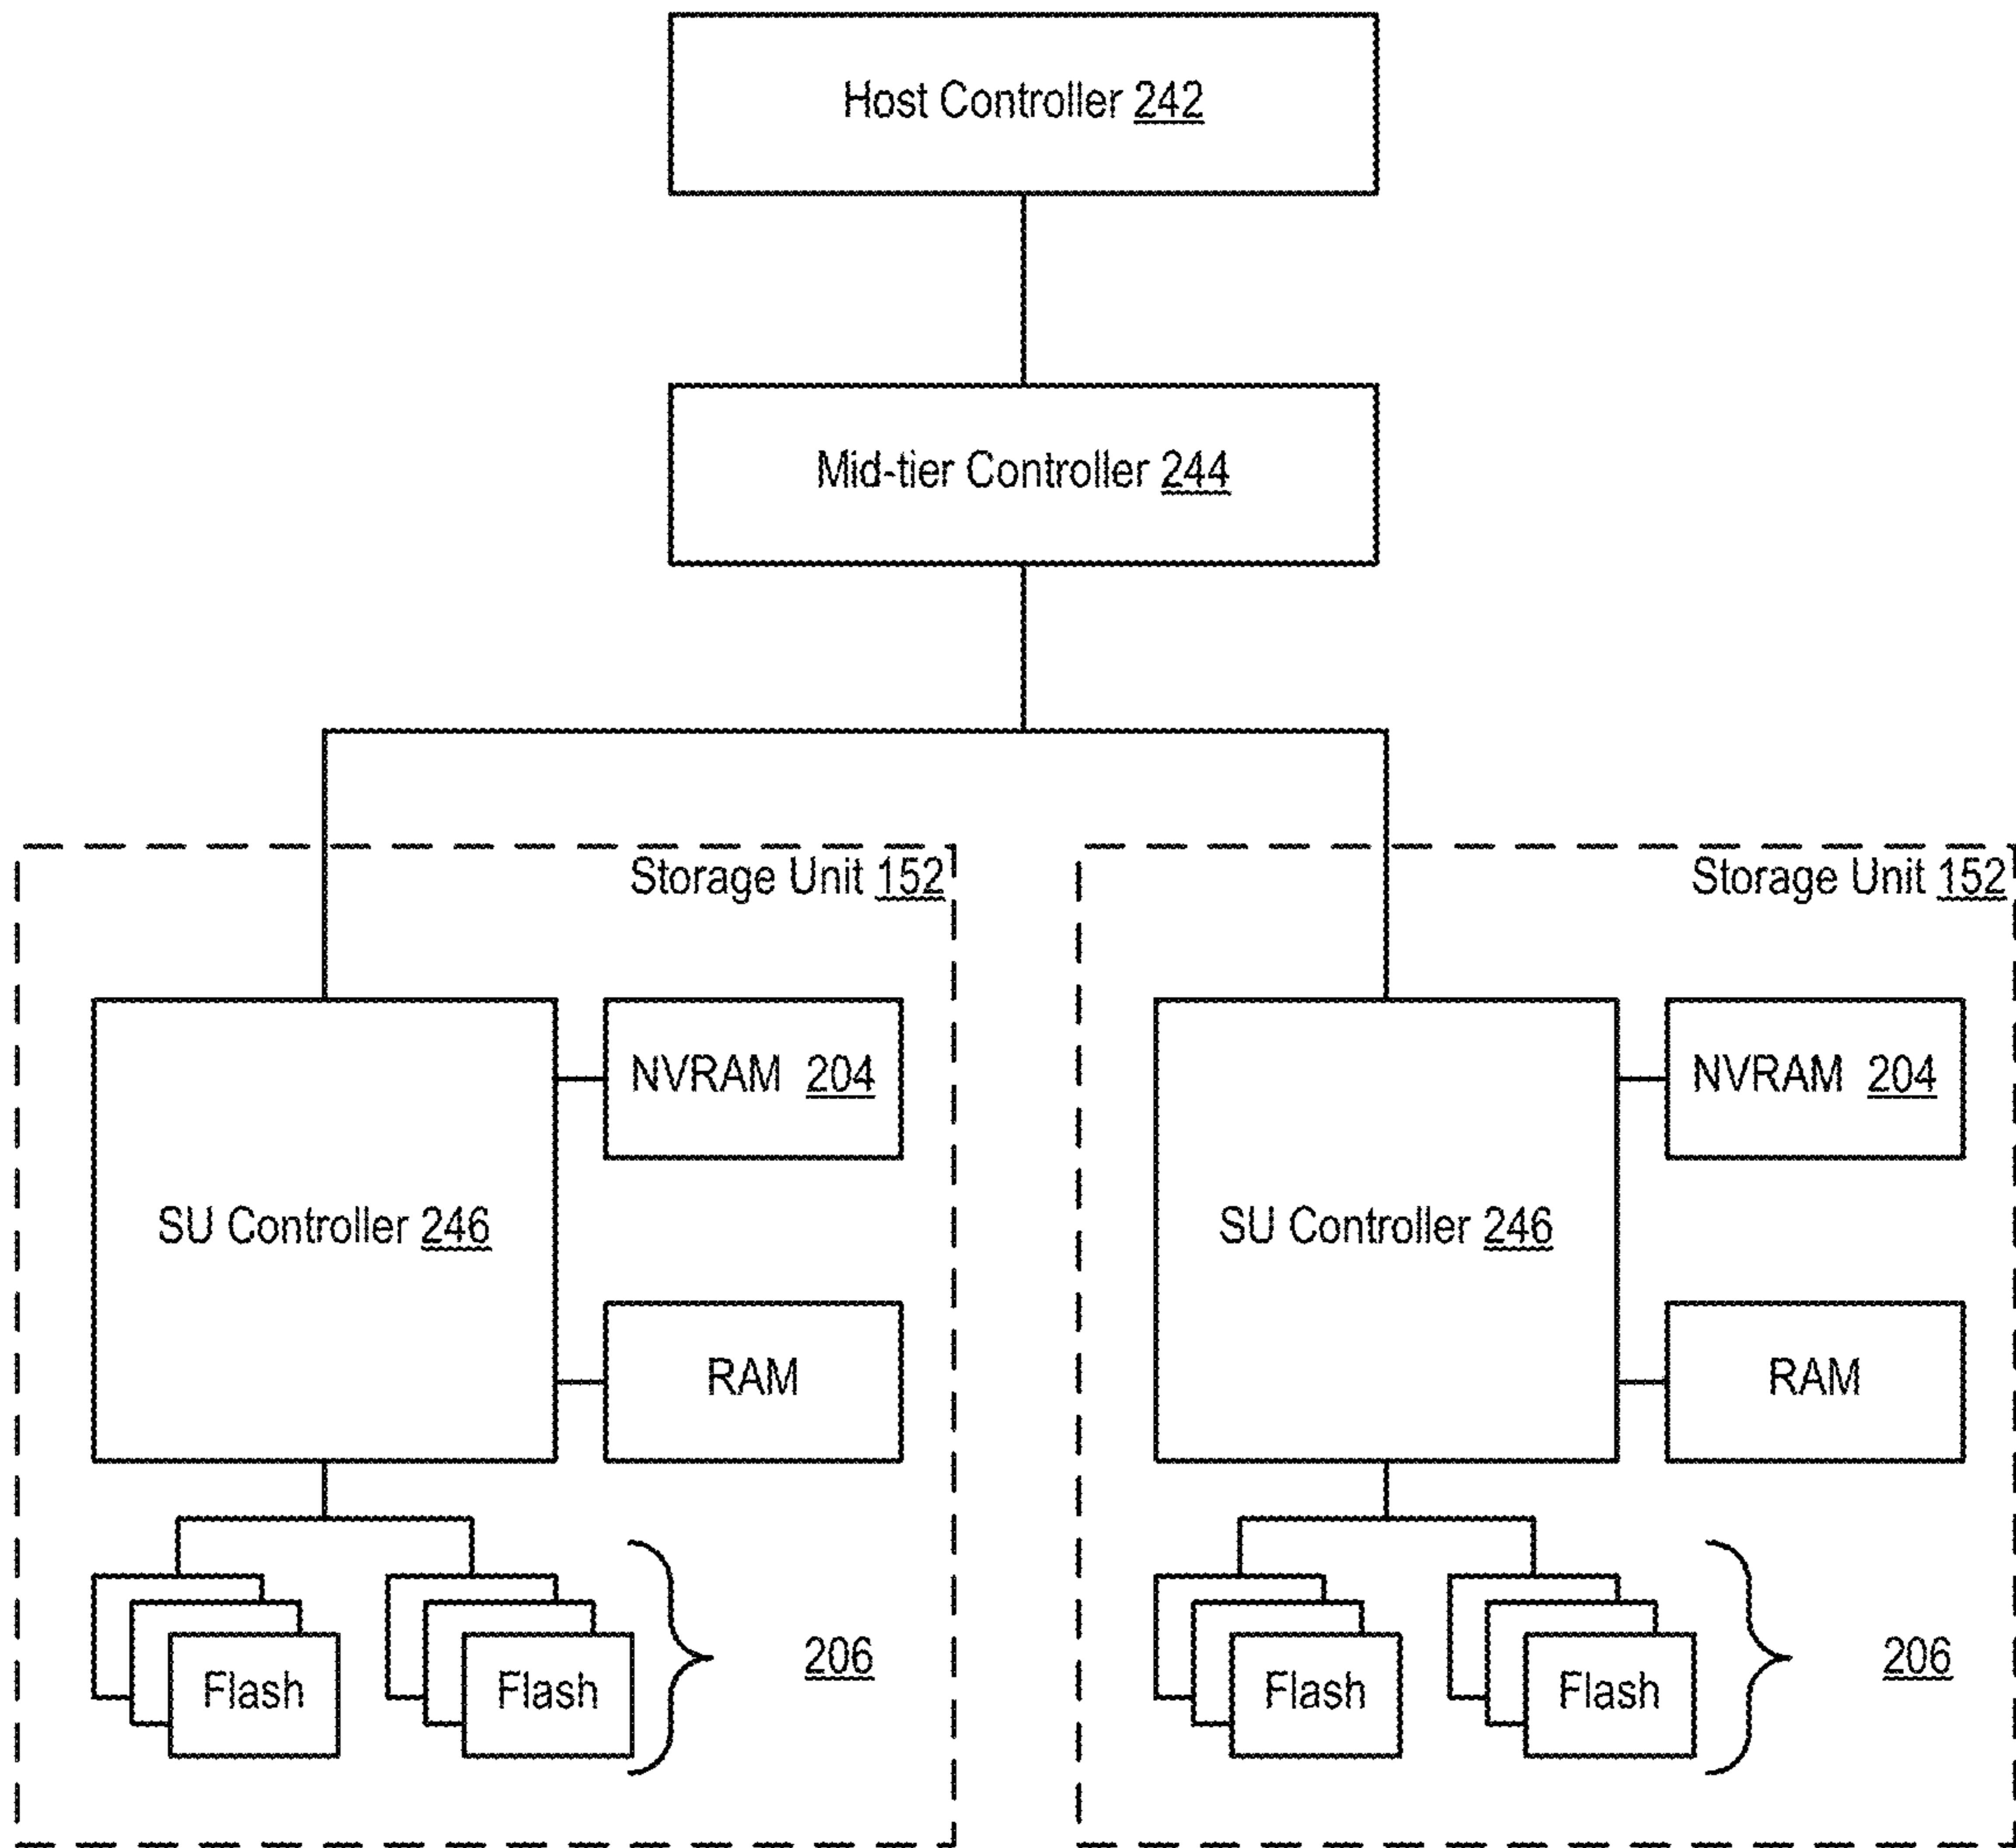 Host Controller 242
Mid-tier Controller 244
Storage Unit 152
NVRAM 204
SU Controller 246
RAM
Flash
Flash
206
Storage Unit 152
NVRAM 204
SU Controller 246
RAM
Flash
Flash
206